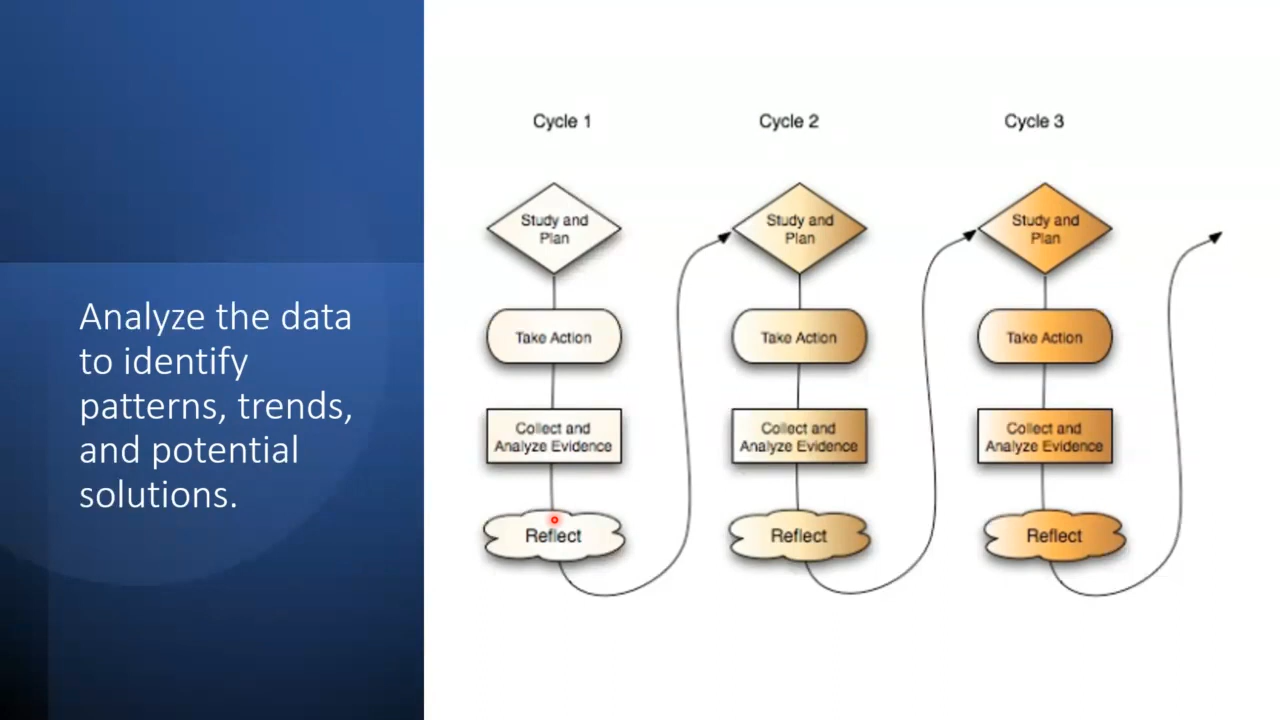 Analyze the data
to identify
patterns, trends,
and potential
solutions.
Cycle 1
Study and
Plan
Take Action
Collect and
Analyze Evidence
Reflect
Cycle 2
Study and
Plan
Take Action
Collect and
Analyze Evidence
Reflect
Cycle 3
Study and
Plan
Take Action
Collect and
Analyze Evidence
Reflect